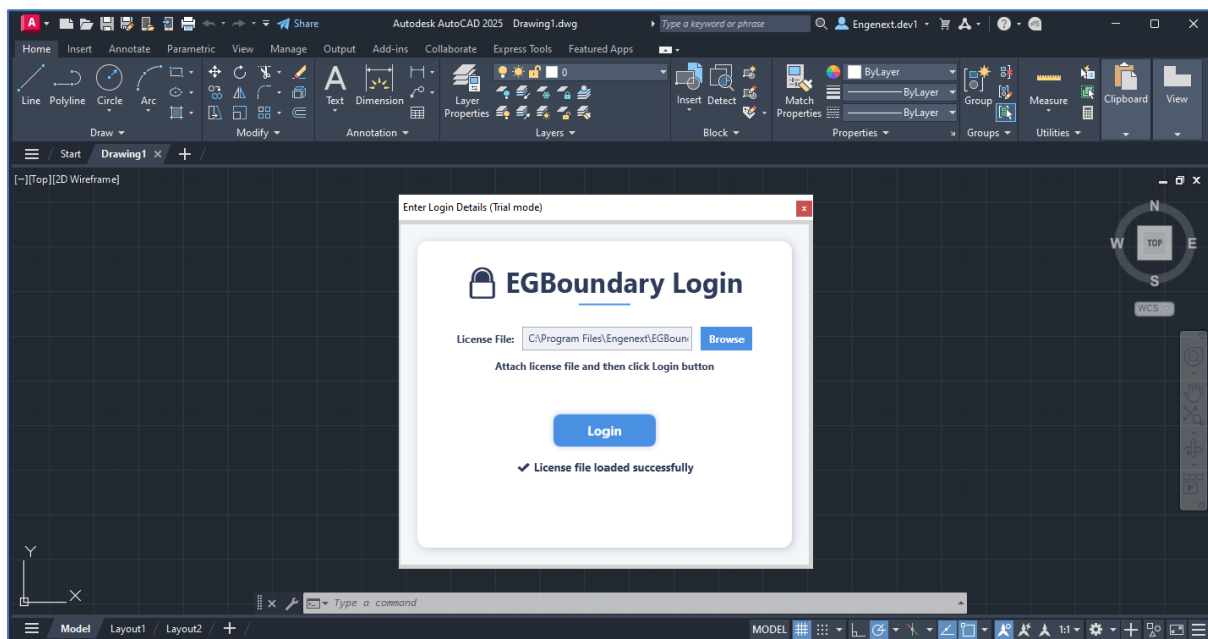 A Share Autodesk AutoCAD 2025 Drawing1.dwg Type a keyword or phrase Engenext.dev1
Home Insert Annotate Parametric View Manage Output Add-ins Collaborate Express Tools Featured Apps
0 ByLayer
ByLayer
ByLayer
Line Polyline Circle Arc Text Dimension Layer Properties Insert Detect Match Properties Group Measure Clipboard View
Draw Modify Annotation Layers Block Properties Groups Utilities
Start Drawing1
[−][Top][2D Wireframe]
Enter Login Details (Trial mode)
N
W TOP E
S
WCS
EGBoundary Login
License File: C:\Program Files\Engenext\EGBoun Browse
Attach license file and then click Login button
Login
License file loaded successfully
Y
X
Type a command
Model Layout1 Layout2 MODEL 1:1